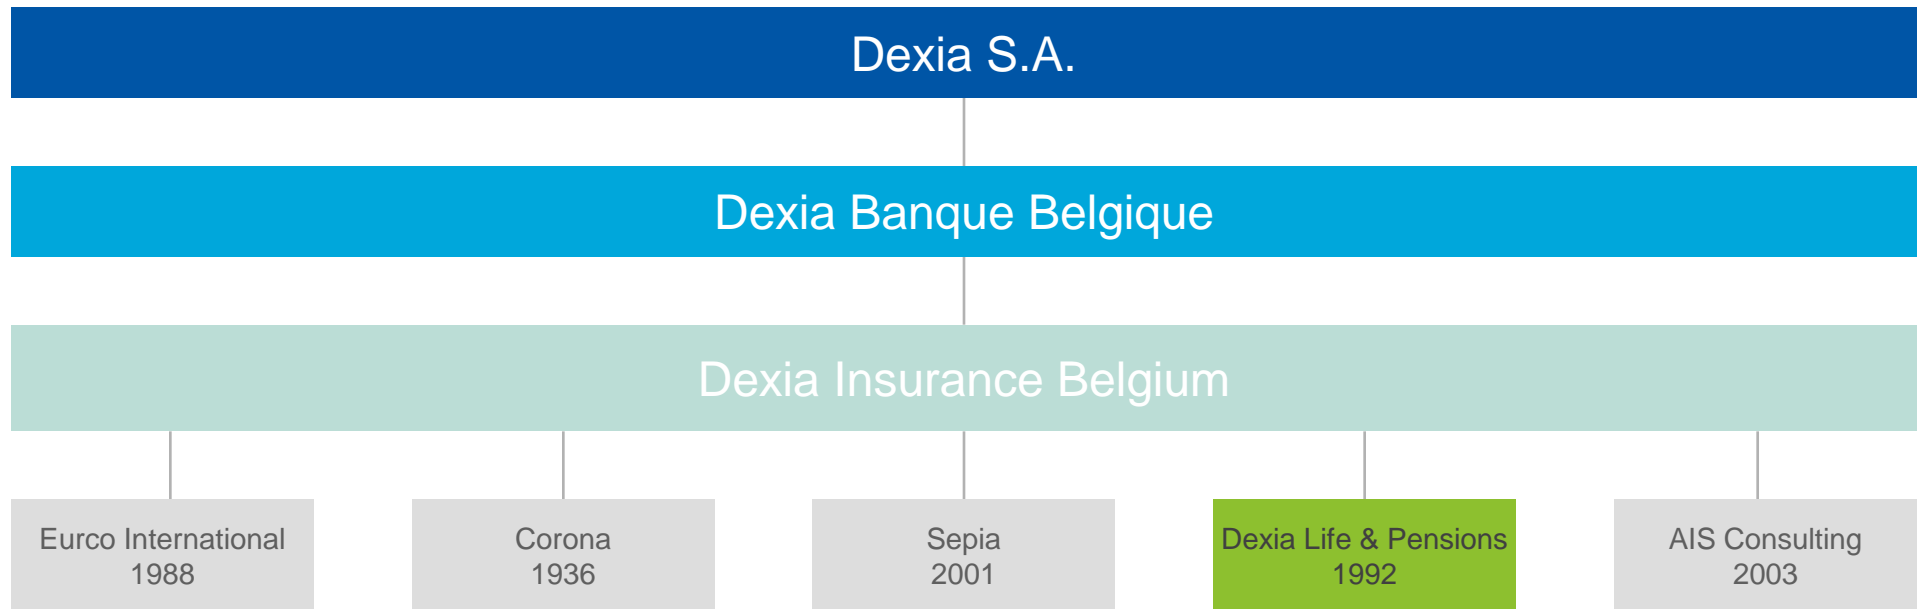 Dexia S.A.
Dexia Banque Belgique
Dexia Insurance Belgium
Eurco International
1988
Corona
1936
Sepia
2001
Dexia Life & Pensions
1992
AIS Consulting
2003